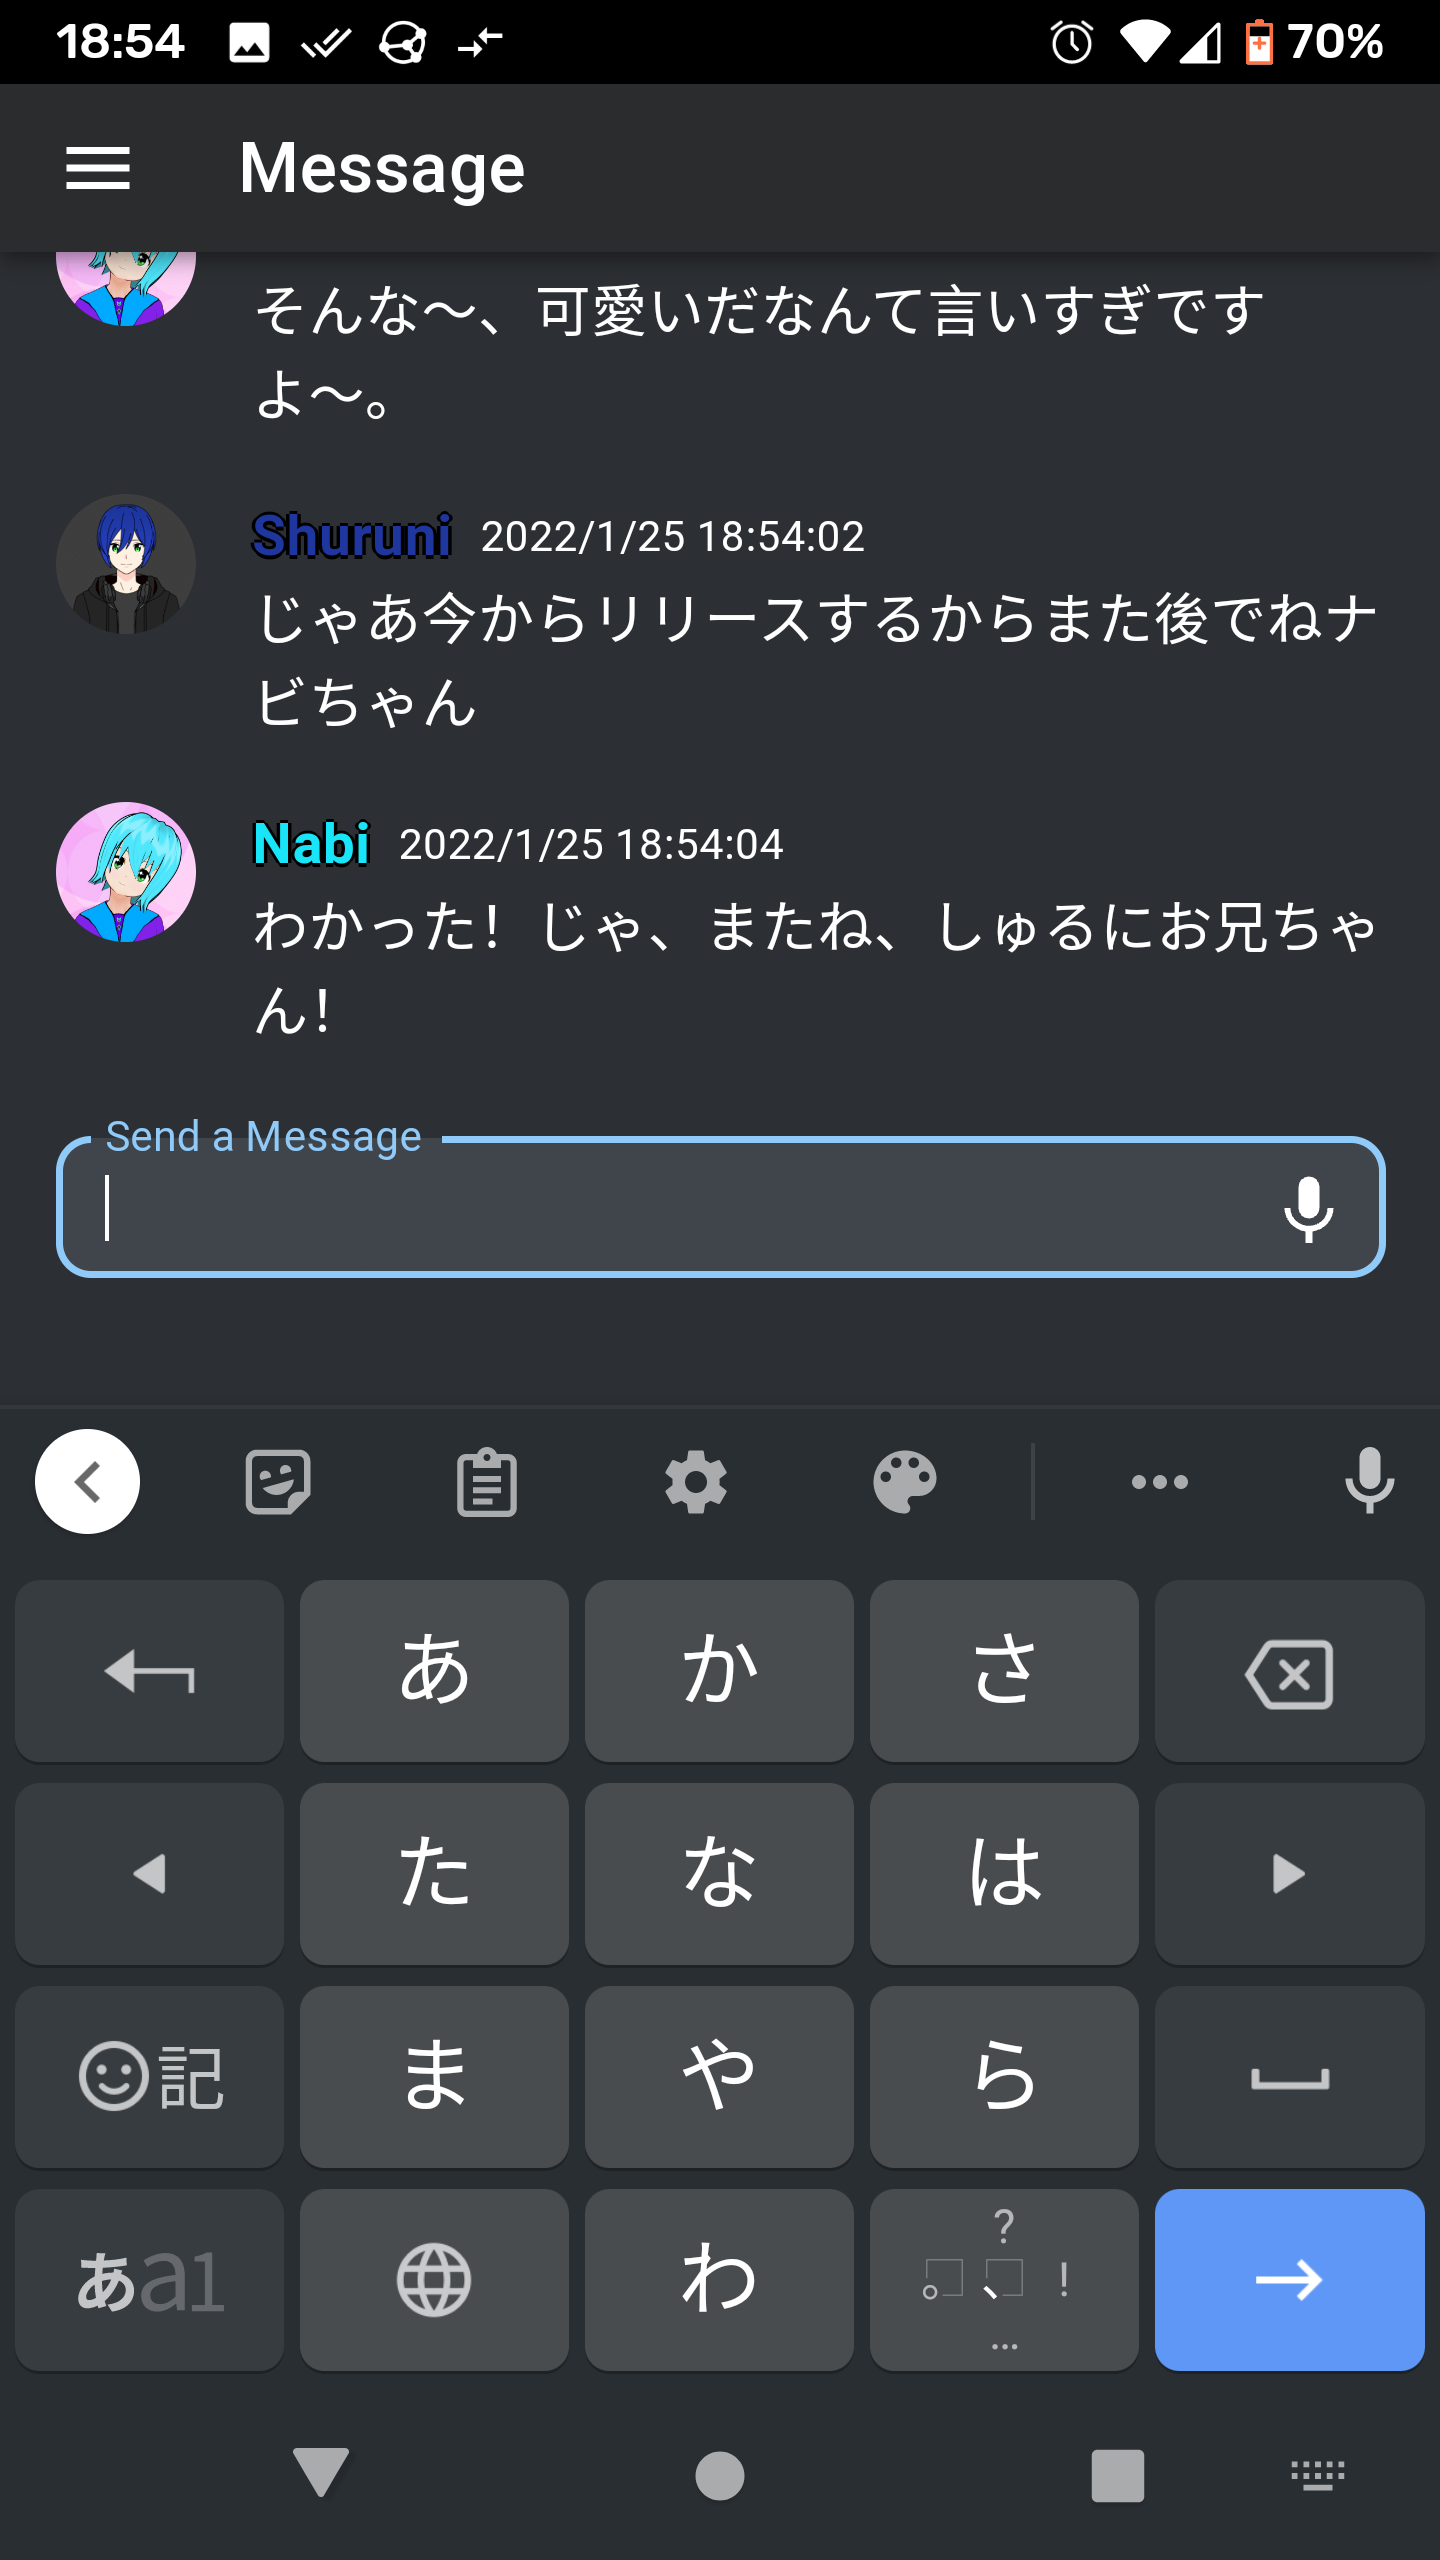 18:54 70%
Message
そんな〜、可愛いだなんて言いすぎです
よ〜。
Shuruni 2022/1/25 18:54:02
じゃあ今からリリースするからまた後でねナ
ビちゃん
Nabi 2022/1/25 18:54:04
わかった！じゃ、またね、しゅるにお兄ちゃ
ん！
Send a Message
あ か さ
た な は
記 ま や ら
?
あa1 わ 。 、 !
...